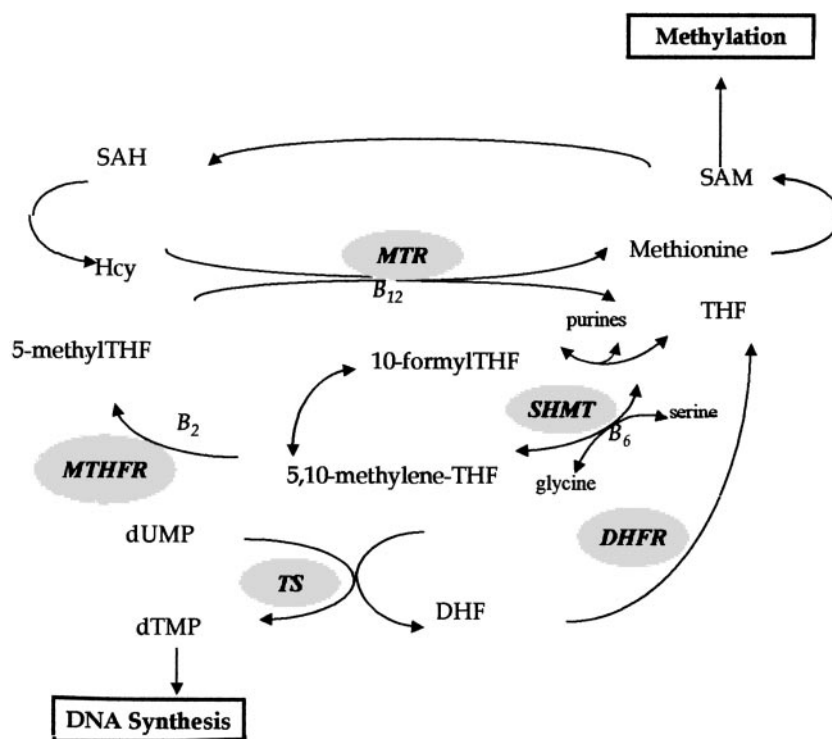 Methylation
SAH
SAM
MTR
Methionine
Hcy
B12
THF
purines
5-methylTHF
10-formylTHF
SHMT
serine
B2
B6
MTHFR
5,10-methylene-THF
glycine
dUMP
DHFR
TS
DHF
dTMP
DNA Synthesis